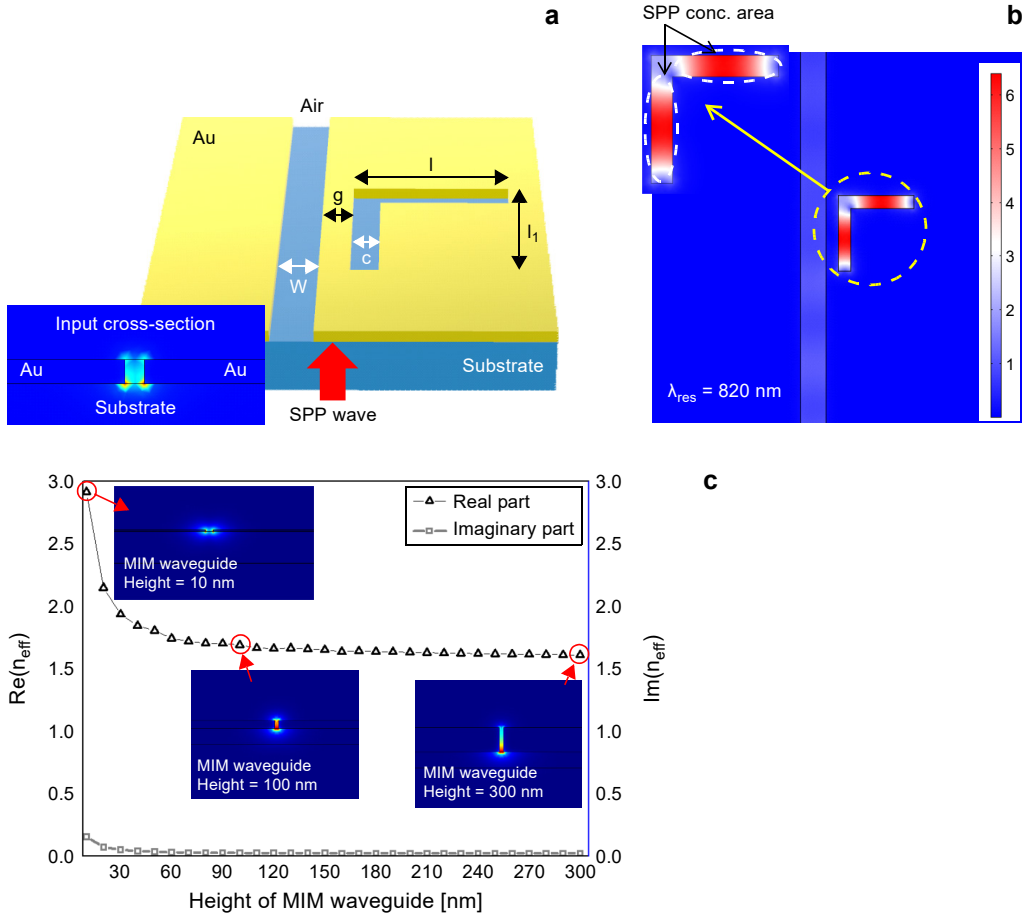 a
Air
Au
l
g
l1
c
W
Input cross-section
Au
Au
Substrate
Substrate
SPP wave
SPP conc. area
b
6
5
4
3
2
1
λres = 820 nm
c
3.0
2.5
2.0
1.5
1.0
0.5
0.0
Re(neff)
Real part
Imaginary part
MIM waveguide
Height = 10 nm
MIM waveguide
Height = 100 nm
MIM waveguide
Height = 300 nm
3.0
2.5
2.0
1.5
1.0
0.5
0.0
Im(neff)
30 60 90 120 150 180 210 240 270 300
Height of MIM waveguide [nm]